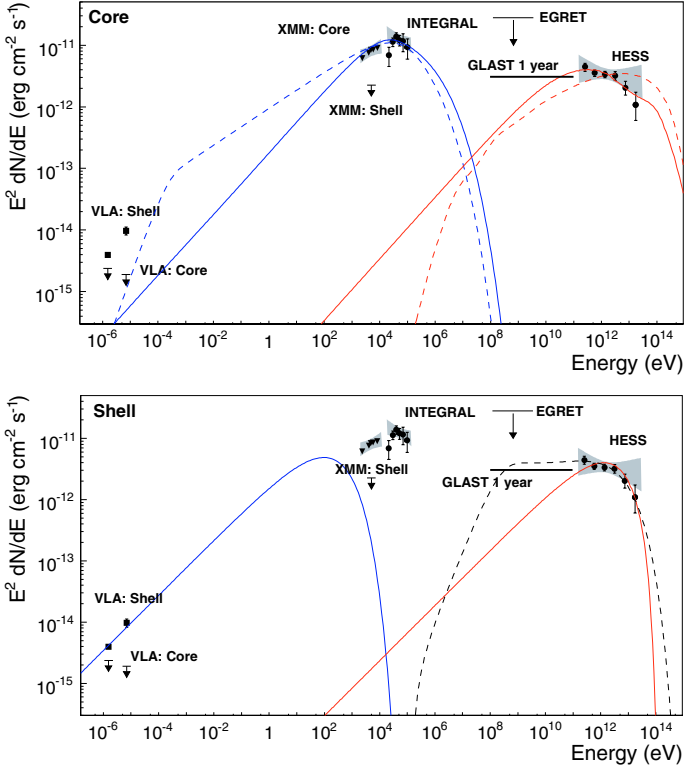 Core
XMM: Core
INTEGRAL
EGRET
HESS
GLAST 1 year
XMM: Shell
VLA: Shell
VLA: Core
E² dN/dE (erg cm⁻² s⁻¹)
10⁻¹¹
10⁻¹²
10⁻¹³
10⁻¹⁴
10⁻¹⁵
10⁻⁶ 10⁻⁴ 10⁻² 1 10² 10⁴ 10⁶ 10⁸ 10¹⁰ 10¹² 10¹⁴
Energy (eV)
Shell
INTEGRAL
EGRET
HESS
XMM: Shell
GLAST 1 year
VLA: Shell
VLA: Core
E² dN/dE (erg cm⁻² s⁻¹)
10⁻¹¹
10⁻¹²
10⁻¹³
10⁻¹⁴
10⁻¹⁵
10⁻⁶ 10⁻⁴ 10⁻² 1 10² 10⁴ 10⁶ 10⁸ 10¹⁰ 10¹² 10¹⁴
Energy (eV)